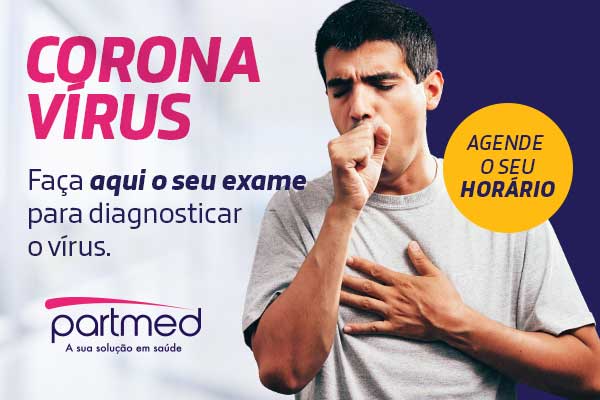 CORONA
VÍRUS
Faça aqui o seu exame
para diagnosticar
o vírus.
partmed
A sua solução em saúde
AGENDE
O SEU
HORÁRIO